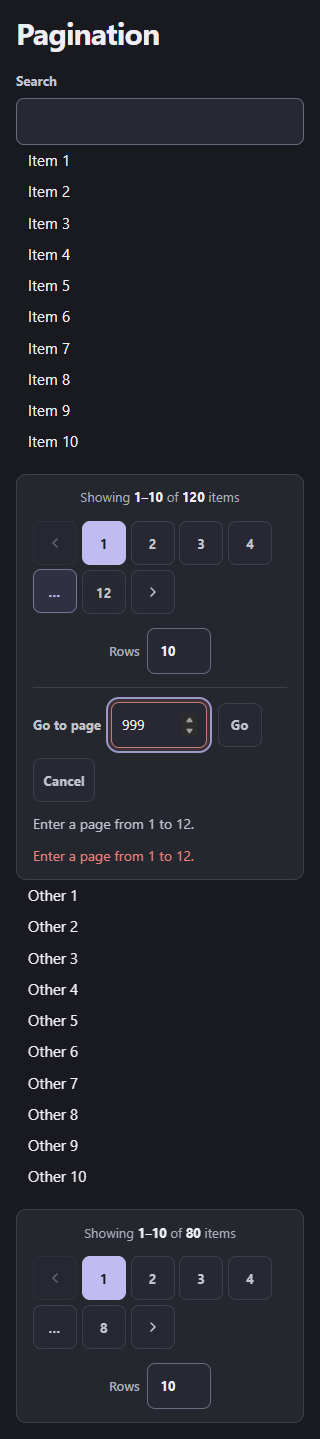 Pagination
Search
Item 1
Item 2
Item 3
Item 4
Item 5
Item 6
Item 7
Item 8
Item 9
Item 10
Showing 1–10 of 120 items
1 2 3 4
... 12
Rows 10
Go to page 999 Go
Cancel
Enter a page from 1 to 12.
Enter a page from 1 to 12.
Other 1
Other 2
Other 3
Other 4
Other 5
Other 6
Other 7
Other 8
Other 9
Other 10
Showing 1–10 of 80 items
1 2 3 4
... 8
Rows 10